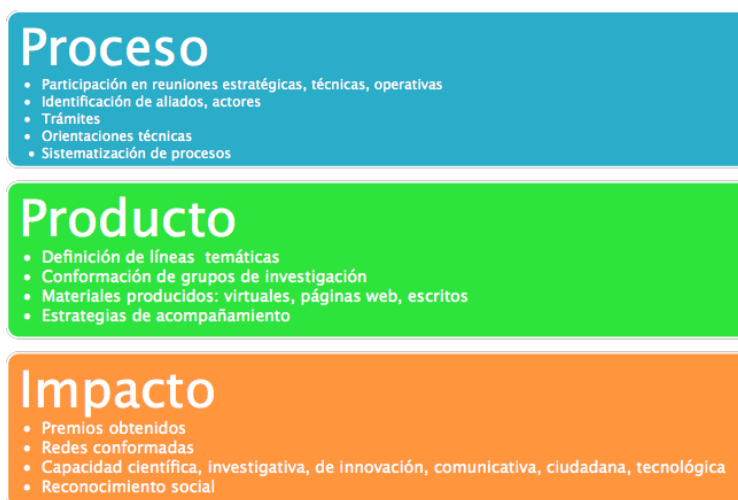 Proceso
• Participación en reuniones estratégicas, técnicas, operativas
• Identificación de aliados, actores
• Trámites
• Orientaciones técnicas
• Sistematización de procesos
Producto
• Definición de líneas temáticas
• Conformación de grupos de investigación
• Materiales producidos: virtuales, páginas web, escritos
• Estrategias de acompañamiento
Impacto
• Premios obtenidos
• Redes conformadas
• Capacidad científica, investigativa, de innovación, comunicativa, ciudadana, tecnológica
• Reconocimiento social